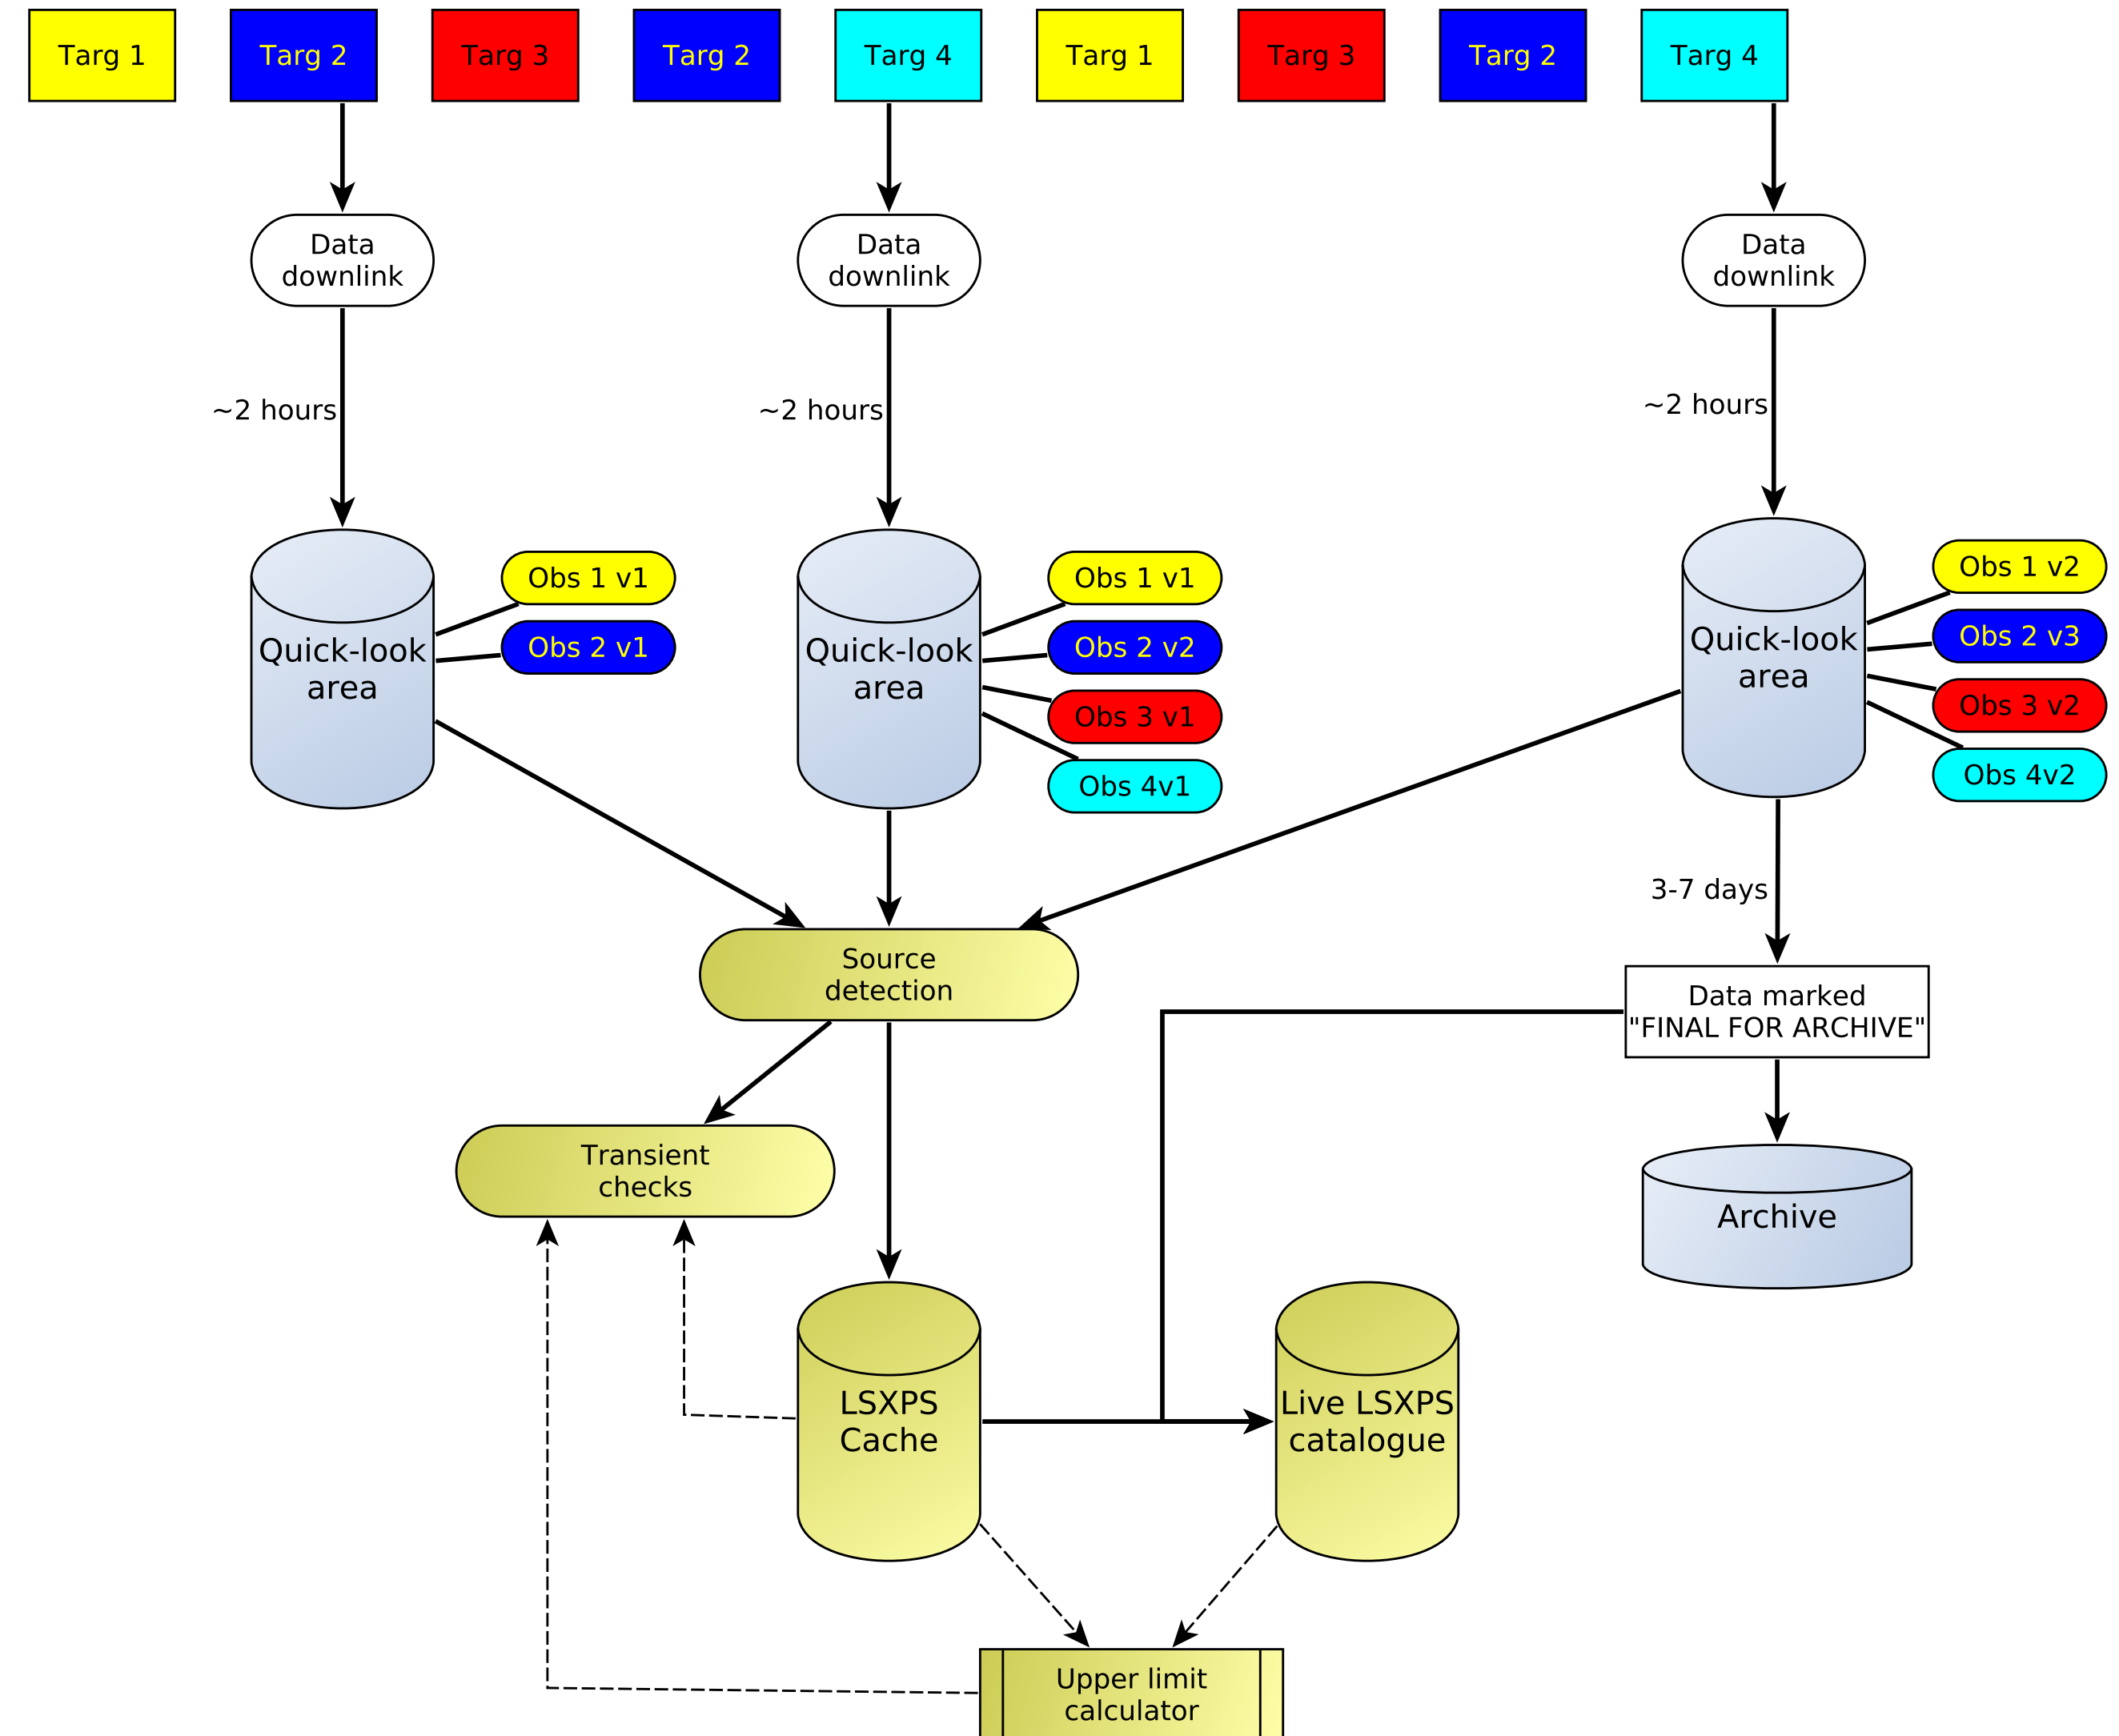 Targ 1
Targ 2
Targ 3
Targ 2
Targ 4
Targ 1
Targ 3
Targ 2
Targ 4
Data
downlink
Data
downlink
Data
downlink
~2 hours
~2 hours
~2 hours
Quick-look
area
Obs 1 v1
Obs 2 v1
Quick-look
area
Obs 1 v1
Obs 2 v2
Obs 3 v1
Obs 4v1
Quick-look
area
Obs 1 v2
Obs 2 v3
Obs 3 v2
Obs 4v2
3-7 days
Source
detection
Data marked
"FINAL FOR ARCHIVE"
Transient
checks
Archive
LSXPS
Cache
Live LSXPS
catalogue
Upper limit
calculator